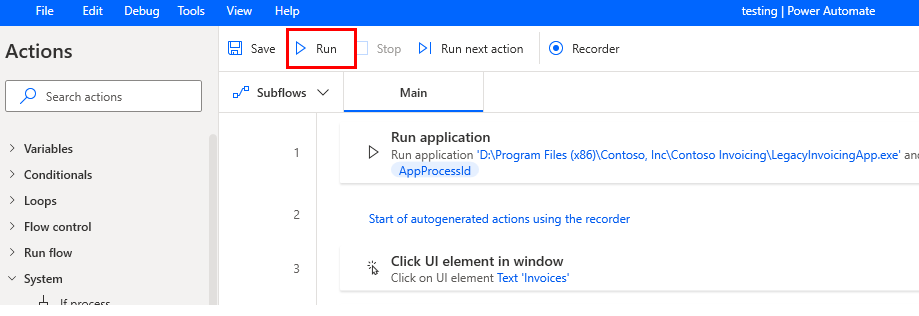 File Edit Debug Tools View Help testing | Power Automate
Actions
Save Run Stop Run next action Recorder
Search actions
Subflows Main
Variables
Conditionals
Loops
Flow control
Run flow
System
If process
1
Run application
Run application 'D:\Program Files (x86)\Contoso, Inc\Contoso Invoicing\LegacyInvoicingApp.exe' and
AppProcessId
2
Start of autogenerated actions using the recorder
3
Click UI element in window
Click on UI element Text 'Invoices'